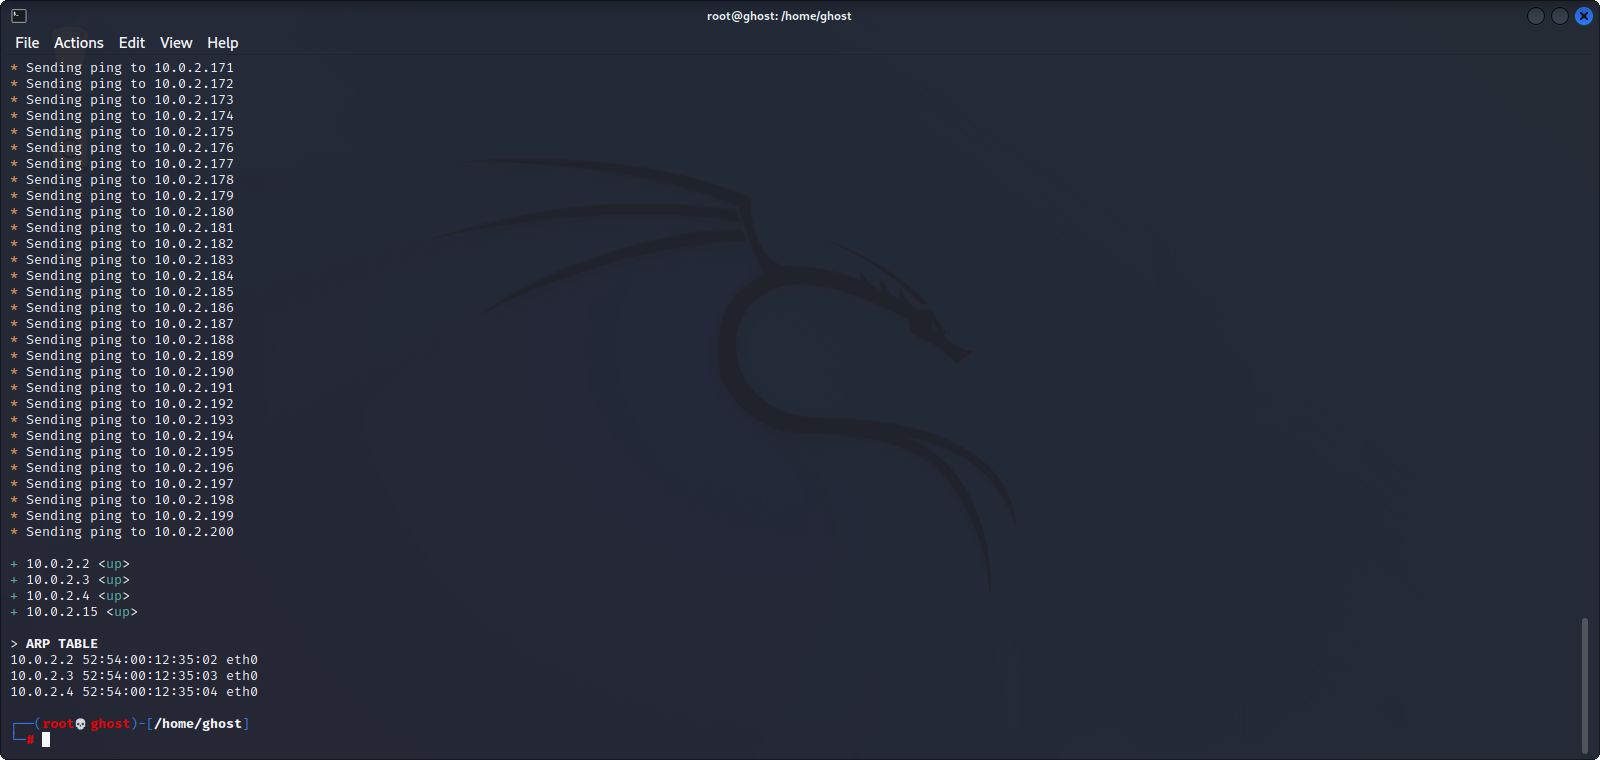 root@ghost: /home/ghost
File Actions Edit View Help
* Sending ping to 10.0.2.171
* Sending ping to 10.0.2.172
* Sending ping to 10.0.2.173
* Sending ping to 10.0.2.174
* Sending ping to 10.0.2.175
* Sending ping to 10.0.2.176
* Sending ping to 10.0.2.177
* Sending ping to 10.0.2.178
* Sending ping to 10.0.2.179
* Sending ping to 10.0.2.180
* Sending ping to 10.0.2.181
* Sending ping to 10.0.2.182
* Sending ping to 10.0.2.183
* Sending ping to 10.0.2.184
* Sending ping to 10.0.2.185
* Sending ping to 10.0.2.186
* Sending ping to 10.0.2.187
* Sending ping to 10.0.2.188
* Sending ping to 10.0.2.189
* Sending ping to 10.0.2.190
* Sending ping to 10.0.2.191
* Sending ping to 10.0.2.192
* Sending ping to 10.0.2.193
* Sending ping to 10.0.2.194
* Sending ping to 10.0.2.195
* Sending ping to 10.0.2.196
* Sending ping to 10.0.2.197
* Sending ping to 10.0.2.198
* Sending ping to 10.0.2.199
* Sending ping to 10.0.2.200
+ 10.0.2.2 <up>
+ 10.0.2.3 <up>
+ 10.0.2.4 <up>
+ 10.0.2.15 <up>
> ARP TABLE
10.0.2.2 52:54:00:12:35:02 eth0
10.0.2.3 52:54:00:12:35:03 eth0
10.0.2.4 52:54:00:12:35:04 eth0
┌──(root💀ghost)-[/home/ghost]
└─#